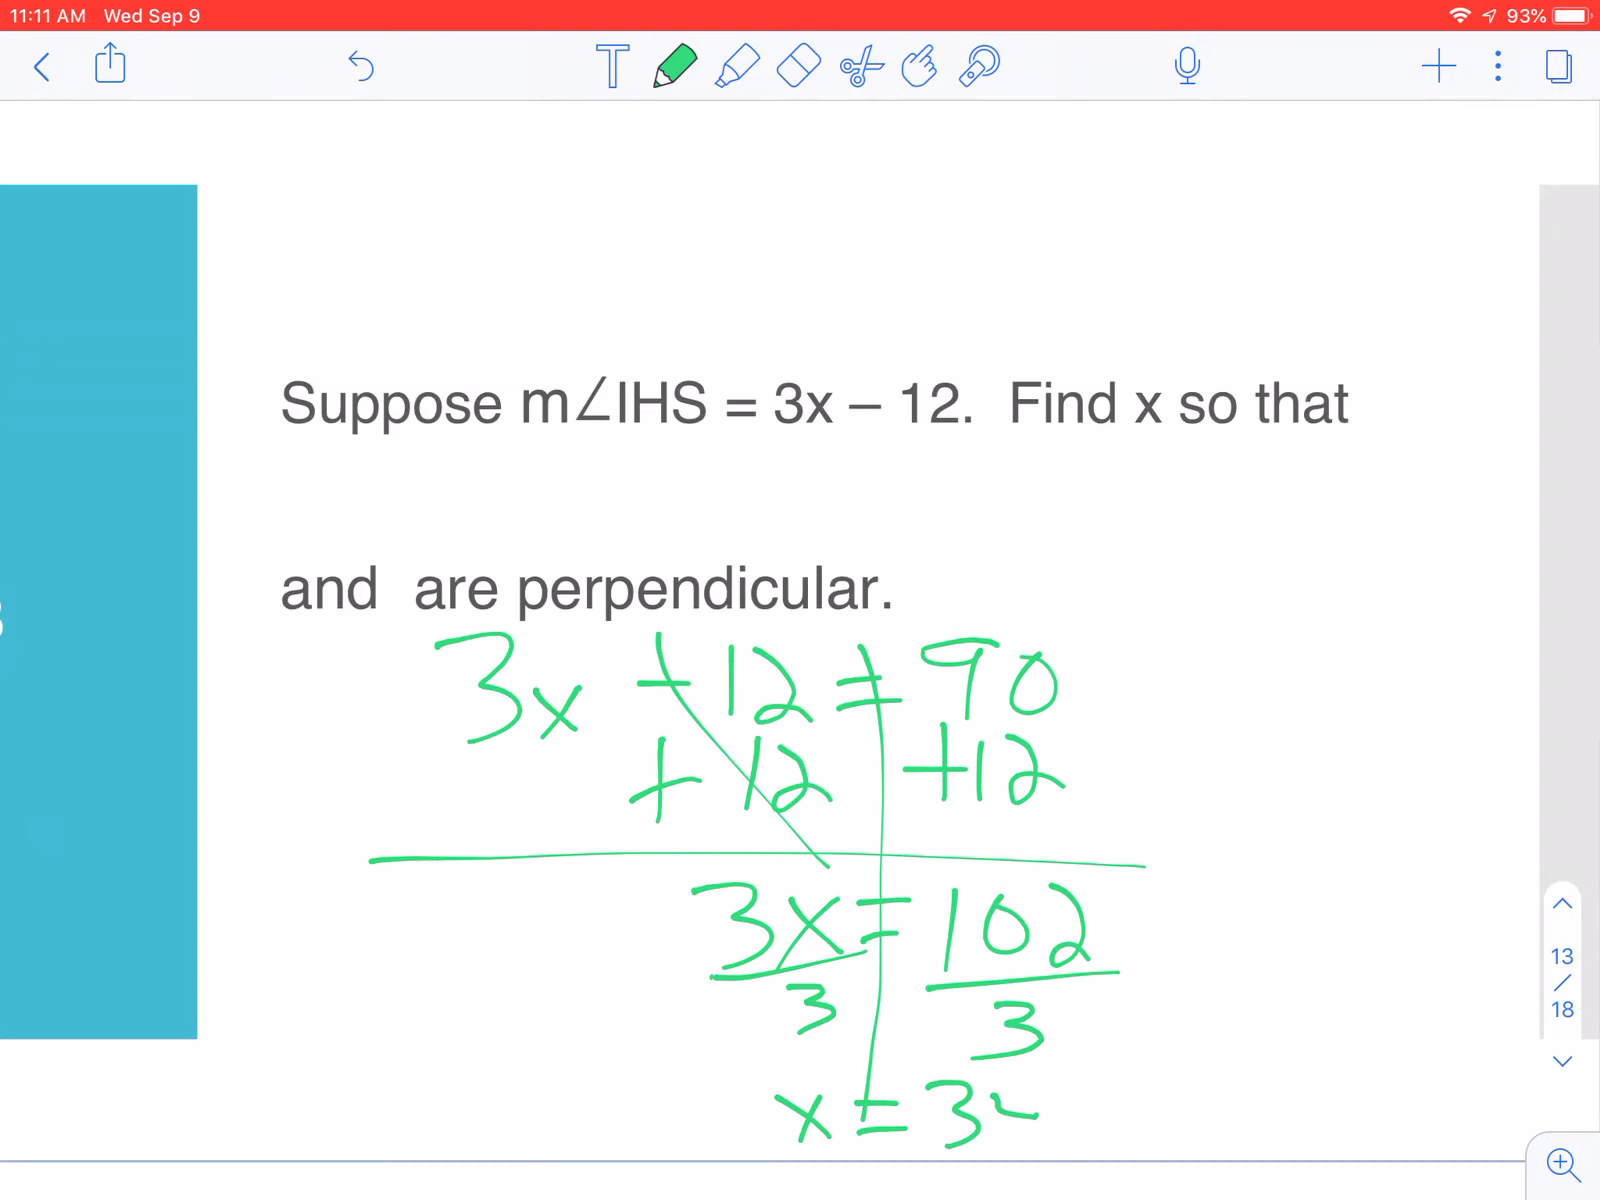 11:11 AM Wed Sep 9 93%
T
Suppose m∠IHS = 3x – 12. Find x so that
and are perpendicular.
3x - 12 = 90
+ 12 +12
3x = 102
3 3
x = 3
13
/
18